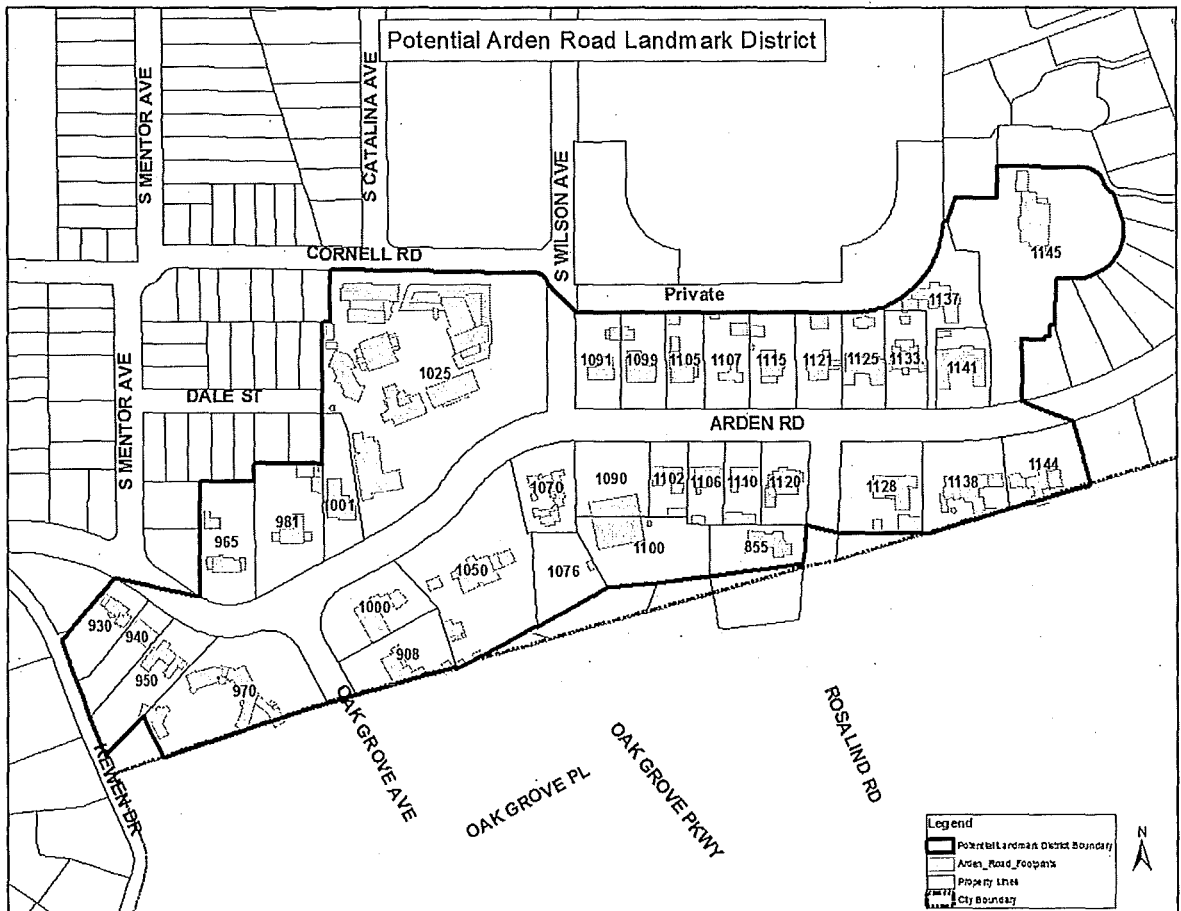 Potential Arden Road Landmark District
S MENTOR AVE
S CATALINA AVE
S WILSON AVE
CORNELL RD
Private
1145
1137
1025
1091
1099
1105
1107
1115
1121
1125
1133
1141
DALE ST
S MENTOR AVE
ARDEN RD
1070
1090
1102
1106
1110
1120
1128
1138
1144
965
981
1001
1100
855
1050
1076
1000
908
930
940
950
970
OAK GROVE AVE
KEWEN DR
OAK GROVE PL
OAK GROVE PKWY
ROSALIND RD
Legend
Potential Landmark District Boundary
Arden_Road_Footprints
Property Lines
City Boundary
N